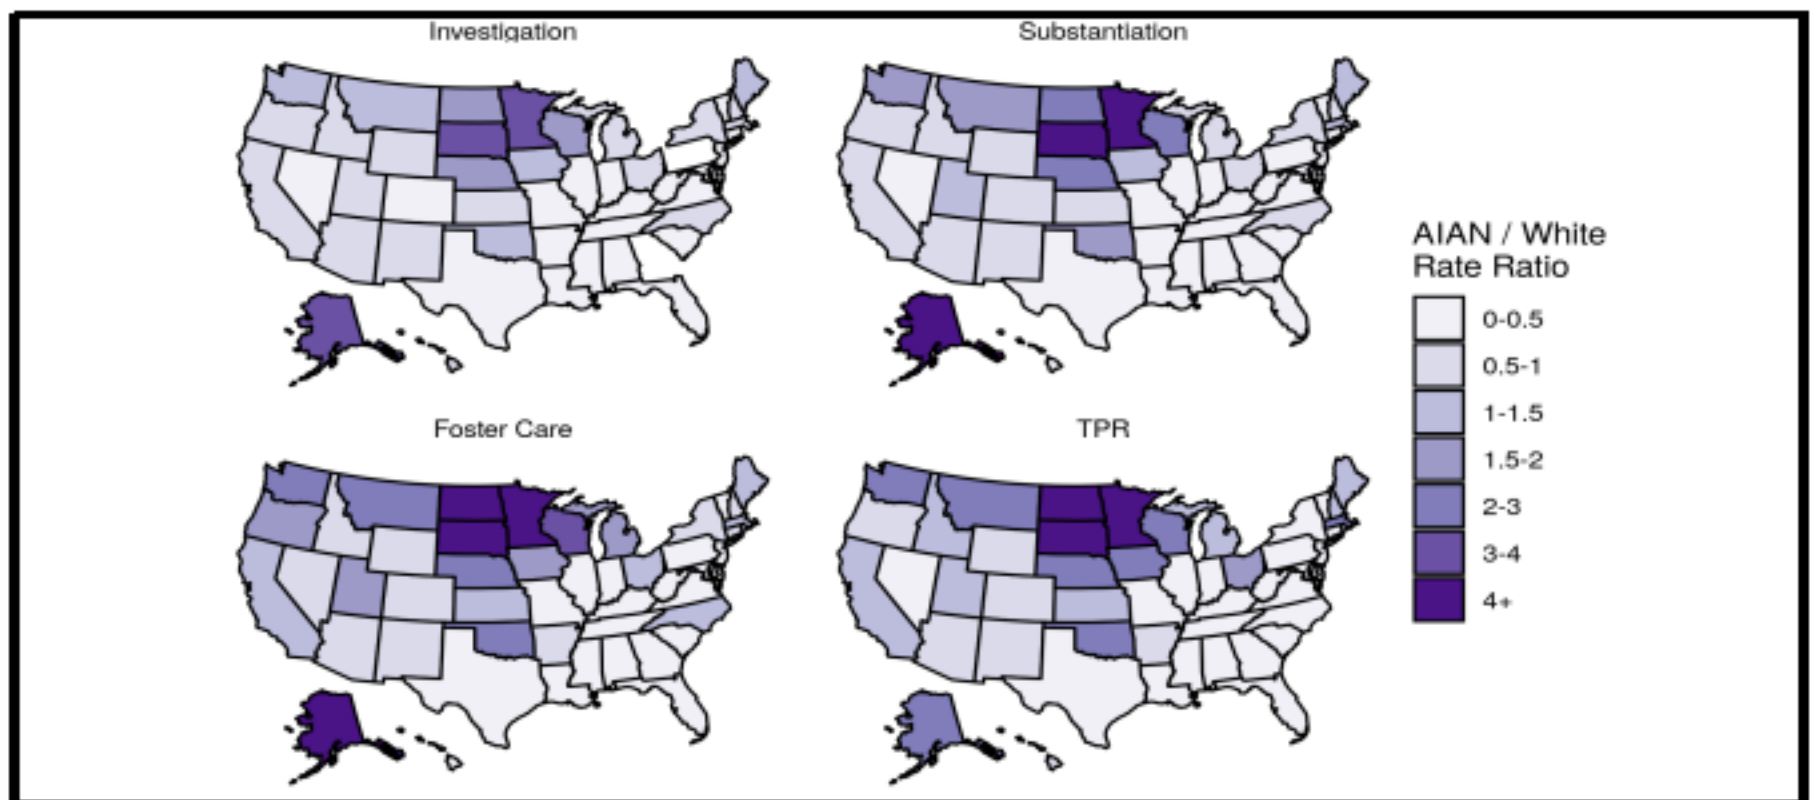 Investigation
Substantiation
Foster Care
TPR
AIAN / White
Rate Ratio
0-0.5
0.5-1
1-1.5
1.5-2
2-3
3-4
4+